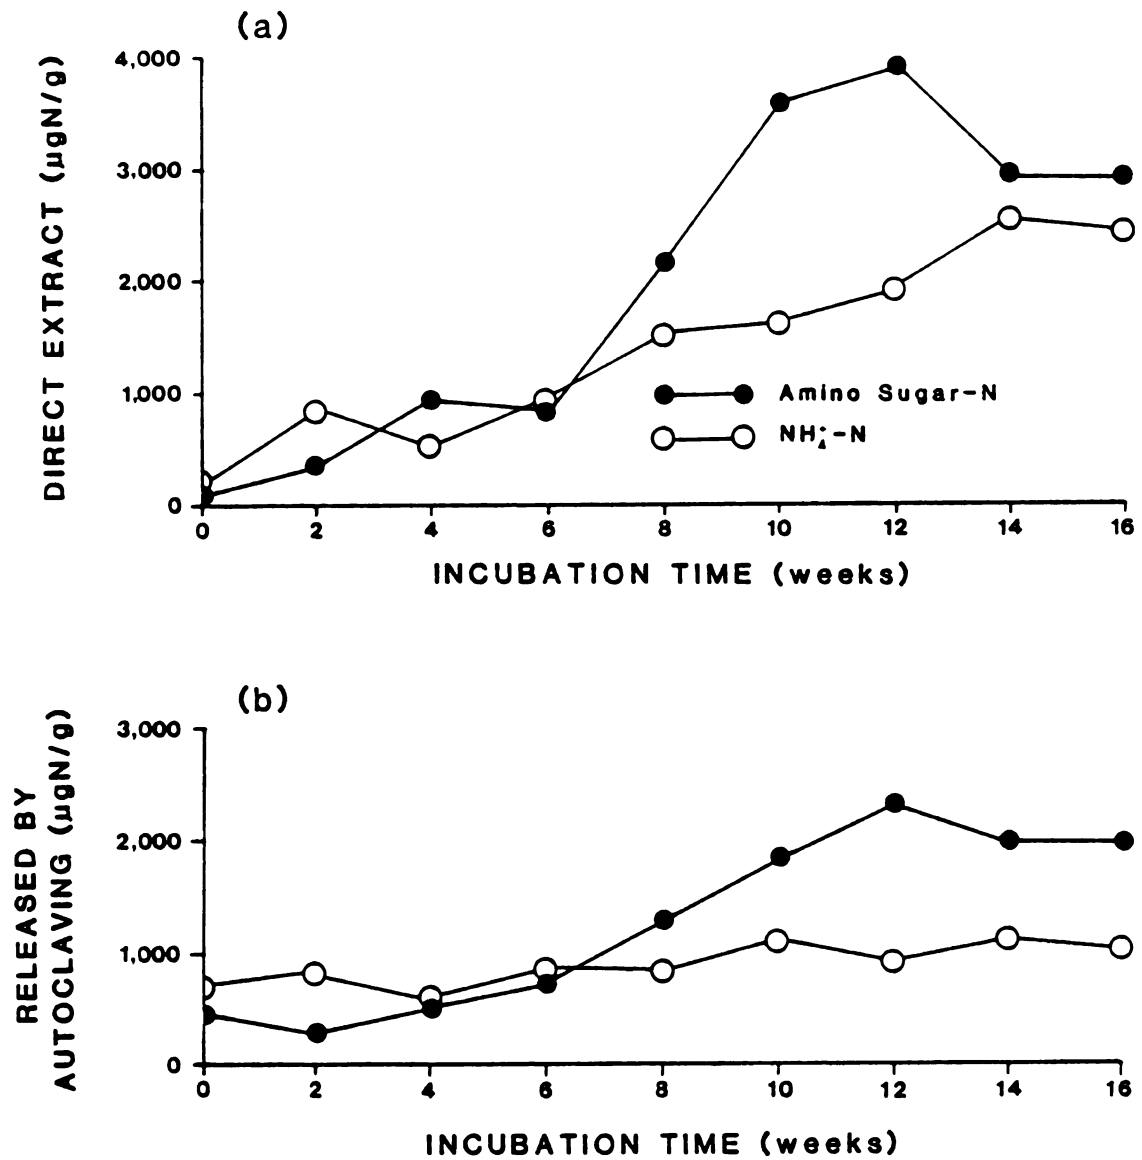 (a)
DIRECT EXTRACT (µgN/g)
4,000
3,000
2,000
1,000
0
Amino Sugar-N
NH₄⁺-N
0 2 4 6 8 10 12 14 16
INCUBATION TIME (weeks)
(b)
RELEASED BY
AUTOCLAVING (µgN/g)
3,000
2,000
1,000
0
0 2 4 6 8 10 12 14 16
INCUBATION TIME (weeks)